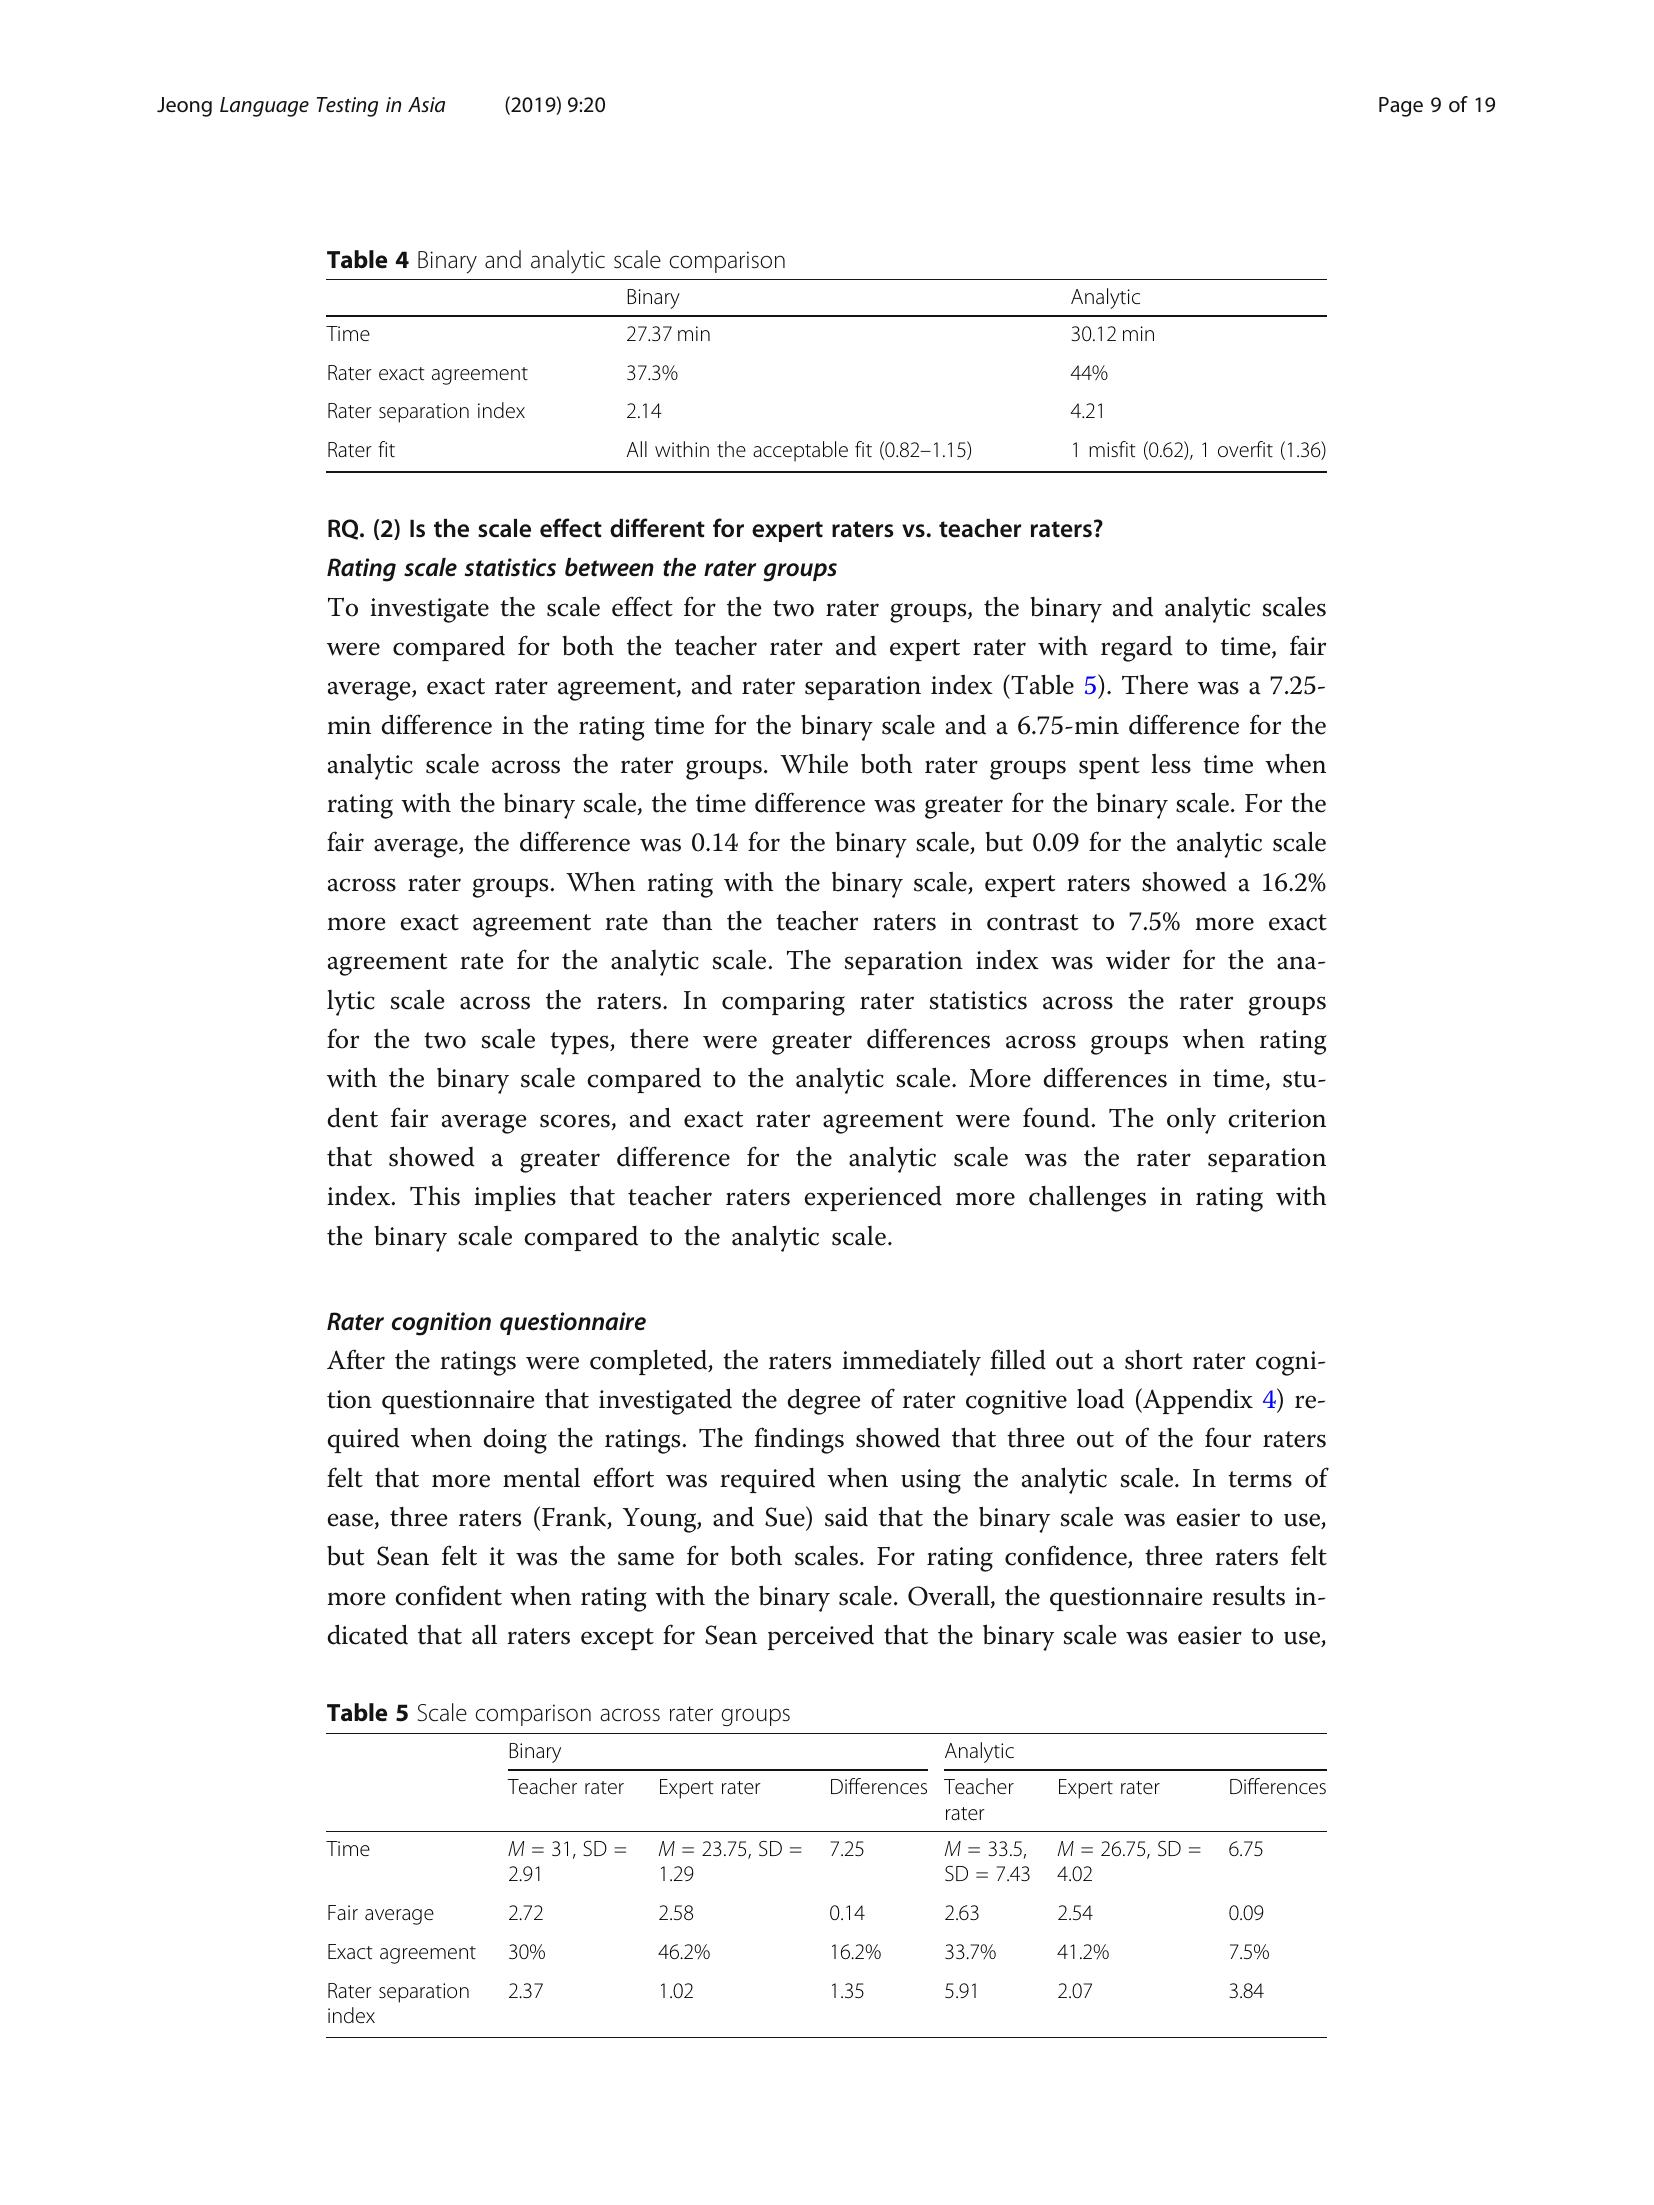 Jeong Language Testing in Asia (2019) 9:20 Page 9 of 19
Table 4 Binary and analytic scale comparison
Binary Analytic
Time 27.37 min 30.12 min
Rater exact agreement 37.3% 44%
Rater separation index 2.14 4.21
Rater fit All within the acceptable fit (0.82–1.15) 1 misfit (0.62), 1 overfit (1.36)
RQ. (2) Is the scale effect different for expert raters vs. teacher raters?
Rating scale statistics between the rater groups
To investigate the scale effect for the two rater groups, the binary and analytic scales
were compared for both the teacher rater and expert rater with regard to time, fair
average, exact rater agreement, and rater separation index (Table 5). There was a 7.25-
min difference in the rating time for the binary scale and a 6.75-min difference for the
analytic scale across the rater groups. While both rater groups spent less time when
rating with the binary scale, the time difference was greater for the binary scale. For the
fair average, the difference was 0.14 for the binary scale, but 0.09 for the analytic scale
across rater groups. When rating with the binary scale, expert raters showed a 16.2%
more exact agreement rate than the teacher raters in contrast to 7.5% more exact
agreement rate for the analytic scale. The separation index was wider for the ana-
lytic scale across the raters. In comparing rater statistics across the rater groups
for the two scale types, there were greater differences across groups when rating
with the binary scale compared to the analytic scale. More differences in time, stu-
dent fair average scores, and exact rater agreement were found. The only criterion
that showed a greater difference for the analytic scale was the rater separation
index. This implies that teacher raters experienced more challenges in rating with
the binary scale compared to the analytic scale.
Rater cognition questionnaire
After the ratings were completed, the raters immediately filled out a short rater cogni-
tion questionnaire that investigated the degree of rater cognitive load (Appendix 4) re-
quired when doing the ratings. The findings showed that three out of the four raters
felt that more mental effort was required when using the analytic scale. In terms of
ease, three raters (Frank, Young, and Sue) said that the binary scale was easier to use,
but Sean felt it was the same for both scales. For rating confidence, three raters felt
more confident when rating with the binary scale. Overall, the questionnaire results in-
dicated that all raters except for Sean perceived that the binary scale was easier to use,
Table 5 Scale comparison across rater groups
Binary Analytic
Teacher rater Expert rater Differences Teacher Expert rater Differences
rater
Time M = 31, SD = M = 23.75, SD = 7.25 M = 33.5, M = 26.75, SD = 6.75
2.91 1.29 SD = 7.43 4.02
Fair average 2.72 2.58 0.14 2.63 2.54 0.09
Exact agreement 30% 46.2% 16.2% 33.7% 41.2% 7.5%
Rater separation 2.37 1.02 1.35 5.91 2.07 3.84
index